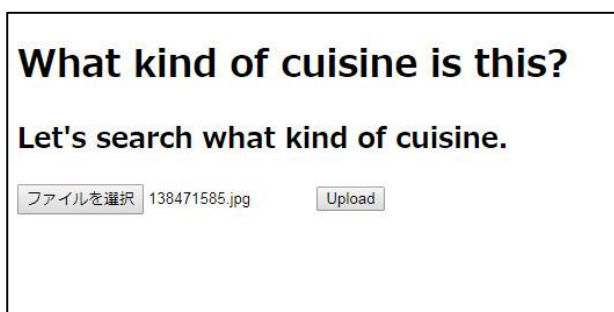 What kind of cuisine is this?
Let's search what kind of cuisine.
ファイルを選択 138471585.jpg Upload